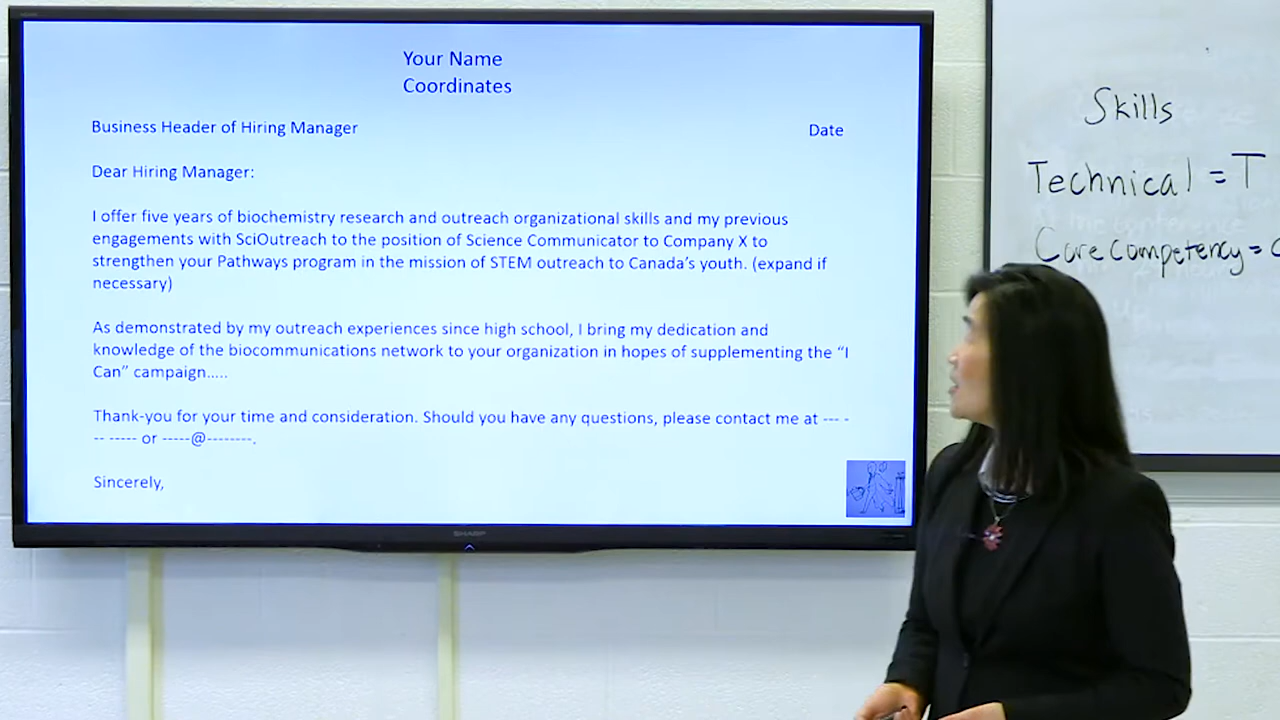 Your Name
Coordinates
Business Header of Hiring Manager
Date
Dear Hiring Manager:
I offer five years of biochemistry research and outreach organizational skills and my previous
engagements with SciOutreach to the position of Science Communicator to Company X to
strengthen your Pathways program in the mission of STEM outreach to Canada's youth. (expand if
necessary)
As demonstrated by my outreach experiences since high school, I bring my dedication and
knowledge of the biocommunications network to your organization in hopes of supplementing the "I
Can" campaign.....
Thank-you for your time and consideration. Should you have any questions, please contact me at --- -
-- ----- or -----@--------.
Sincerely,
SHARP
Skills
Technical = T
Core competency =